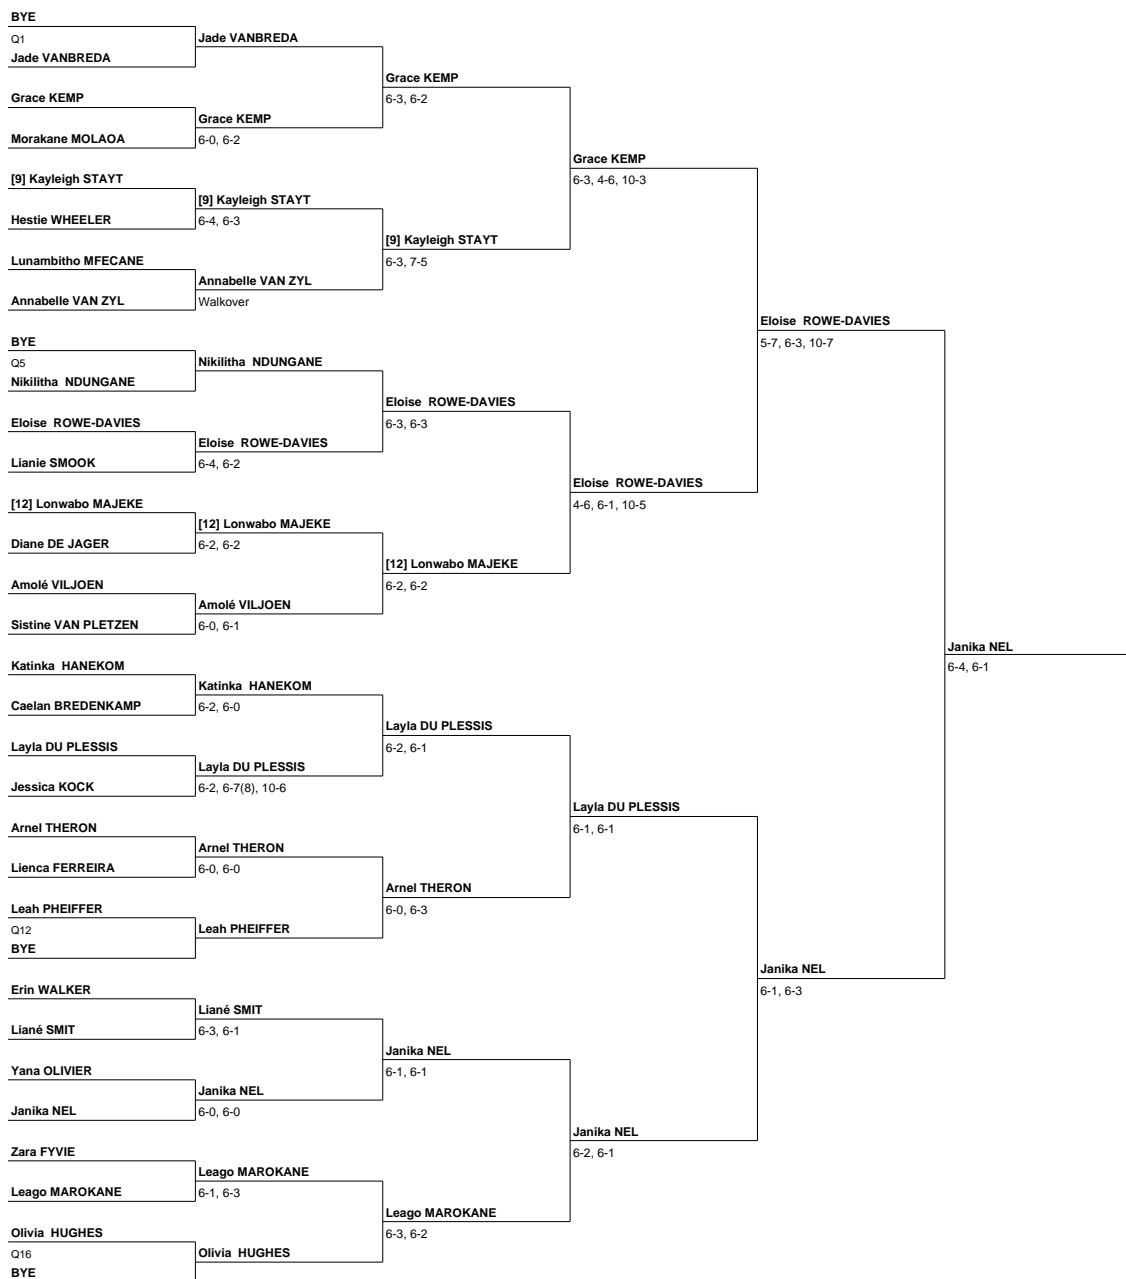 BYE
Q1
Jade VANBREDA
Jade VANBREDA
Grace KEMP
6-3, 6-2
Grace KEMP
Grace KEMP
6-0, 6-2
Morakane MOLAOA
Grace KEMP
6-3, 4-6, 10-3
[9] Kayleigh STAYT
[9] Kayleigh STAYT
6-4, 6-3
Hestie WHEELER
[9] Kayleigh STAYT
6-3, 7-5
Lunambitho MFECANE
Annabelle VAN ZYL
Walkover
Annabelle VAN ZYL
Eloise ROWE-DAVIES
5-7, 6-3, 10-7
BYE
Q5
Nikilitha NDUNGANE
Nikilitha NDUNGANE
Eloise ROWE-DAVIES
6-3, 6-3
Eloise ROWE-DAVIES
Eloise ROWE-DAVIES
6-4, 6-2
Lianie SMOOK
Eloise ROWE-DAVIES
4-6, 6-1, 10-5
[12] Lonwabo MAJEKE
[12] Lonwabo MAJEKE
6-2, 6-2
Diane DE JAGER
[12] Lonwabo MAJEKE
6-2, 6-2
Amolé VILJOEN
Amolé VILJOEN
6-0, 6-1
Sistine VAN PLETZEN
Janika NEL
6-4, 6-1
Katinka HANEKOM
Katinka HANEKOM
6-2, 6-0
Caelan BREDENKAMP
Layla DU PLESSIS
6-2, 6-1
Layla DU PLESSIS
Layla DU PLESSIS
6-2, 6-7(8), 10-6
Jessica KOCK
Layla DU PLESSIS
6-1, 6-1
Arnel THERON
Arnel THERON
6-0, 6-0
Lienca FERREIRA
Arnel THERON
6-0, 6-3
Leah PHEIFFER
Q12
Leah PHEIFFER
BYE
Janika NEL
6-1, 6-3
Erin WALKER
Liané SMIT
6-3, 6-1
Liané SMIT
Janika NEL
6-1, 6-1
Yana OLIVIER
Janika NEL
6-0, 6-0
Janika NEL
Janika NEL
6-2, 6-1
Zara FYVIE
Leago MAROKANE
6-1, 6-3
Leago MAROKANE
Leago MAROKANE
6-3, 6-2
Olivia HUGHES
Q16
Olivia HUGHES
BYE